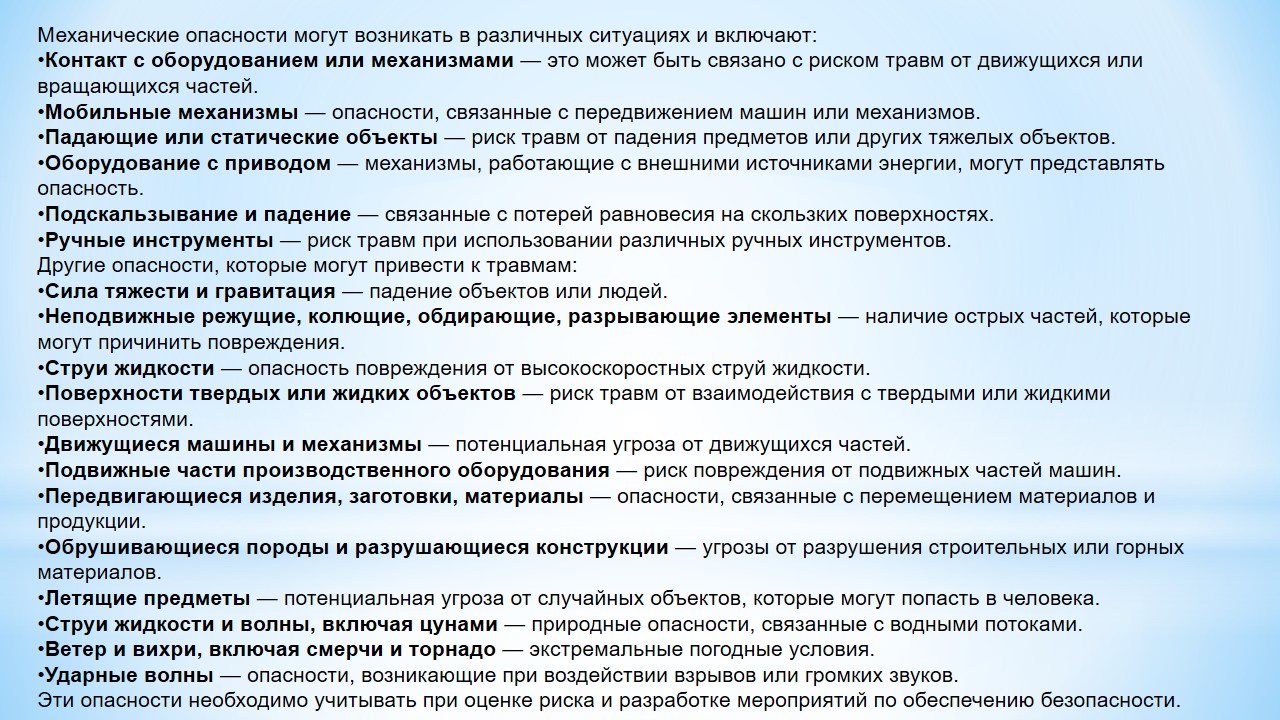 Механические опасности могут возникать в различных ситуациях и включают:
•Контакт с оборудованием или механизмами — это может быть связано с риском травм от движущихся или
вращающихся частей.
•Мобильные механизмы — опасности, связанные с передвижением машин или механизмов.
•Падающие или статические объекты — риск травм от падения предметов или других тяжелых объектов.
•Оборудование с приводом — механизмы, работающие с внешними источниками энергии, могут представлять
опасность.
•Подскальзывание и падение — связанные с потерей равновесия на скользких поверхностях.
•Ручные инструменты — риск травм при использовании различных ручных инструментов.
Другие опасности, которые могут привести к травмам:
•Сила тяжести и гравитация — падение объектов или людей.
•Неподвижные режущие, колющие, обдирающие, разрывающие элементы — наличие острых частей, которые
могут причинить повреждения.
•Струи жидкости — опасность повреждения от высокоскоростных струй жидкости.
•Поверхности твердых или жидких объектов — риск травм от взаимодействия с твердыми или жидкими
поверхностями.
•Движущиеся машины и механизмы — потенциальная угроза от движущихся частей.
•Подвижные части производственного оборудования — риск повреждения от подвижных частей машин.
•Передвигающиеся изделия, заготовки, материалы — опасности, связанные с перемещением материалов и
продукции.
•Обрушивающиеся породы и разрушающиеся конструкции — угрозы от разрушения строительных или горных
материалов.
•Летящие предметы — потенциальная угроза от случайных объектов, которые могут попасть в человека.
•Струи жидкости и волны, включая цунами — природные опасности, связанные с водными потоками.
•Ветер и вихри, включая смерчи и торнадо — экстремальные погодные условия.
•Ударные волны — опасности, возникающие при воздействии взрывов или громких звуков.
Эти опасности необходимо учитывать при оценке риска и разработке мероприятий по обеспечению безопасности.